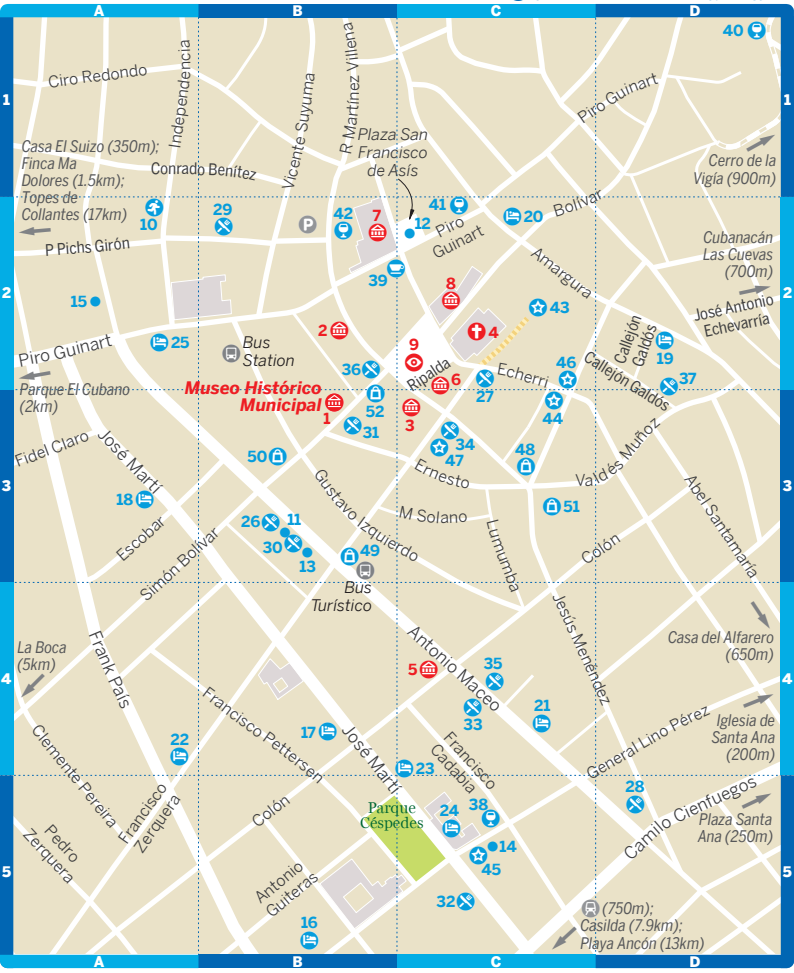 A
B
C
D
40
1
1
Ciro Redondo
Independencia
Vicente Suyuma
R Martínez Villena
Piro Guinart
Plaza San
Francisco
de Asís
Casa El Suizo (350m);
Finca Ma
Dolores (1.5km);
Topes de
Collantes (17km)
Conrado Benítez
Cerro de la
Vigía (900m)
10
29
P
42
7
12
41
20
Bolívar
Piro
Guinart
P Pichs Girón
Amargura
Cubanacán
Las Cuevas
(700m)
39
8
2
2
15
43
José Antonio
Echevarría
Callejón
Galdós
2
4
Piro Guinart
25
Bus
Station
9
19
36
Ripalda
6
Echerri
46
Callejón Galdós
37
Parque El Cubano
(2km)
Museo Histórico
Municipal
1
52
27
44
3
31
34
47
Fidel Claro
José Martí
50
48
Valdés Muñoz
Ernesto
3
3
18
Gustavo Izquierdo
Abel Santamaría
51
M Solano
Escobar
26
11
30
13
49
Lumumba
Colón
Simón Bolívar
Bus
Turístico
Jesús Menéndez
La Boca
(5km)
Frank País
Antonio Maceo
Casa del Alfarero
(650m)
5
35
4
4
33
21
Francisco Pettersen
General Lino Pérez
Iglesia de
Santa Ana
(200m)
17
José Martí
Francisco
Cadabia
22
23
Clemente Pereira
Francisco
Zerquera
Colón
Parque
Céspedes
24
38
28
Camilo Cienfuegos
Plaza Santa
Ana (250m)
14
45
Pedro
Zerquera
5
5
Antonio
Guiteras
32
16
(750m);
Casilda (7.9km);
Playa Ancón (13km)
A
B
C
D